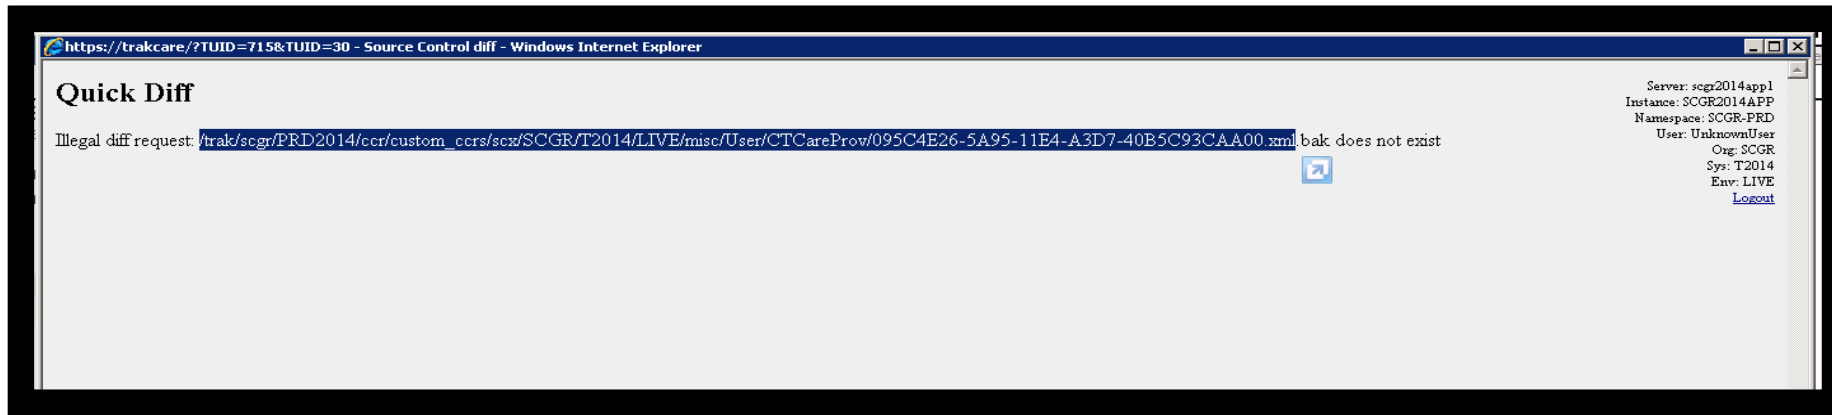 https://trakcare/?TUID=715&TUID=30 - Source Control diff - Windows Internet Explorer
Quick Diff
Illegal diff request: /trak/scgr/PRD2014/ccr/custom_ccrs/scx/SCGR/T2014/LIVE/misc/User/CTCareProv/095C4E26-5A95-11E4-A3D7-40B5C93CAA00.xml.bak does not exist
Server: scgr2014app1
Instance: SCGR2014APP
Namespace: SCGR-PRD
User: UnknownUser
Org: SCGR
Sys: T2014
Env: LIVE
Logout